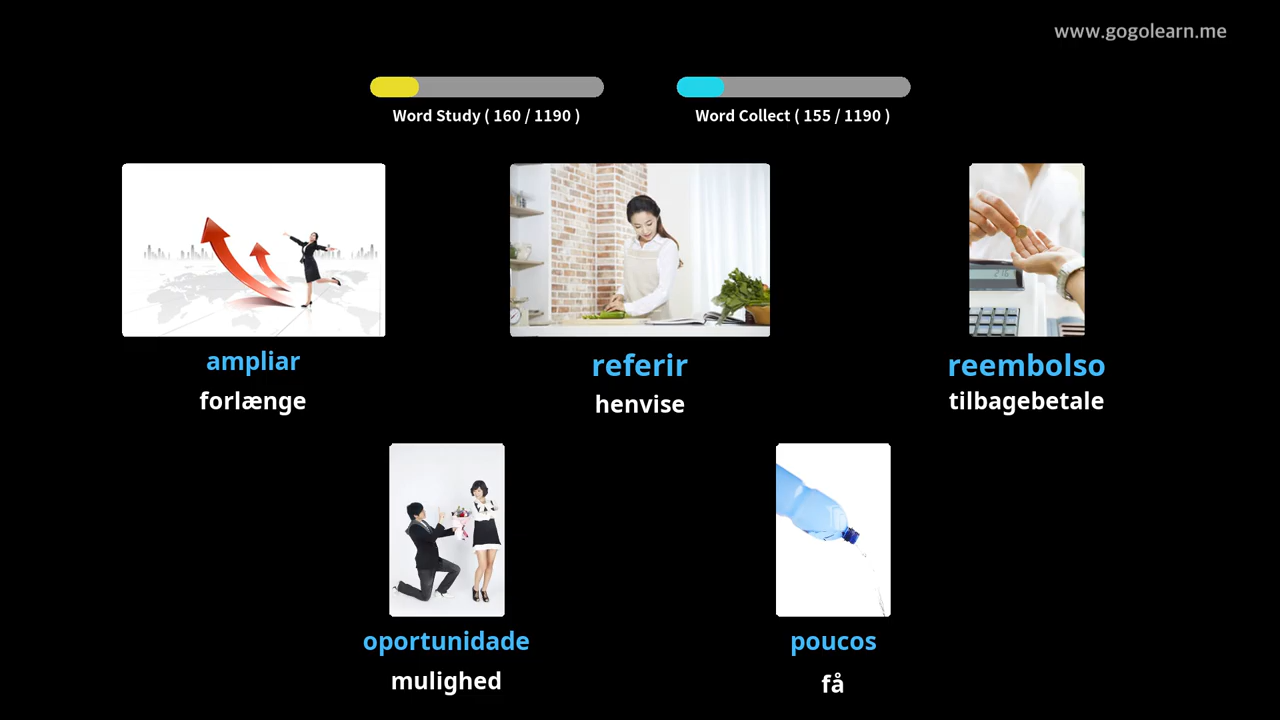 www.gogolearn.me
Word Study ( 160 / 1190 )
Word Collect ( 155 / 1190 )
ampliar
forlænge
referir
henvise
reembolso
tilbagebetale
oportunidade
mulighed
poucos
få